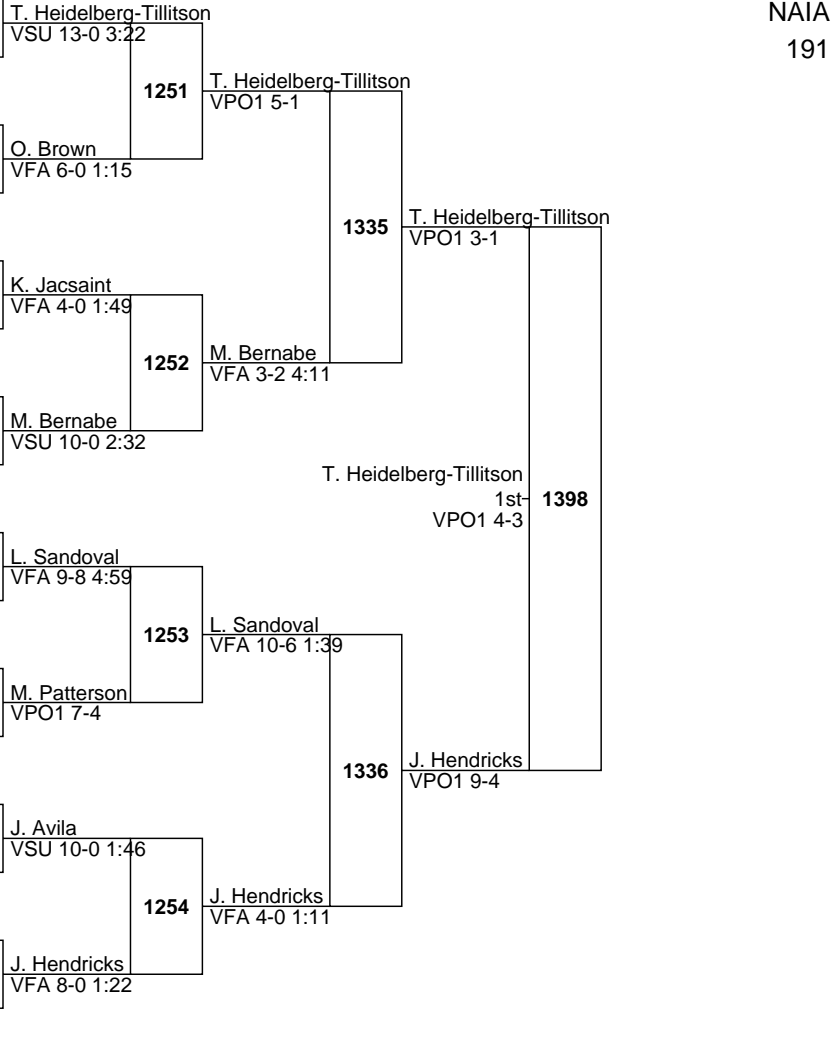 T. Heidelberg-Tillitson
VSU 13-0 3:22
NAIA
191
1251
T. Heidelberg-Tillitson
VPO1 5-1
O. Brown
VFA 6-0 1:15
1335
T. Heidelberg-Tillitson
VPO1 3-1
K. Jacsaint
VFA 4-0 1:49
1252
M. Bernabe
VFA 3-2 4:11
M. Bernabe
VSU 10-0 2:32
T. Heidelberg-Tillitson
1st
1398
VPO1 4-3
L. Sandoval
VFA 9-8 4:59
1253
L. Sandoval
VFA 10-6 1:39
M. Patterson
VPO1 7-4
1336
J. Hendricks
VPO1 9-4
J. Avila
VSU 10-0 1:46
1254
J. Hendricks
VFA 4-0 1:11
J. Hendricks
VFA 8-0 1:22